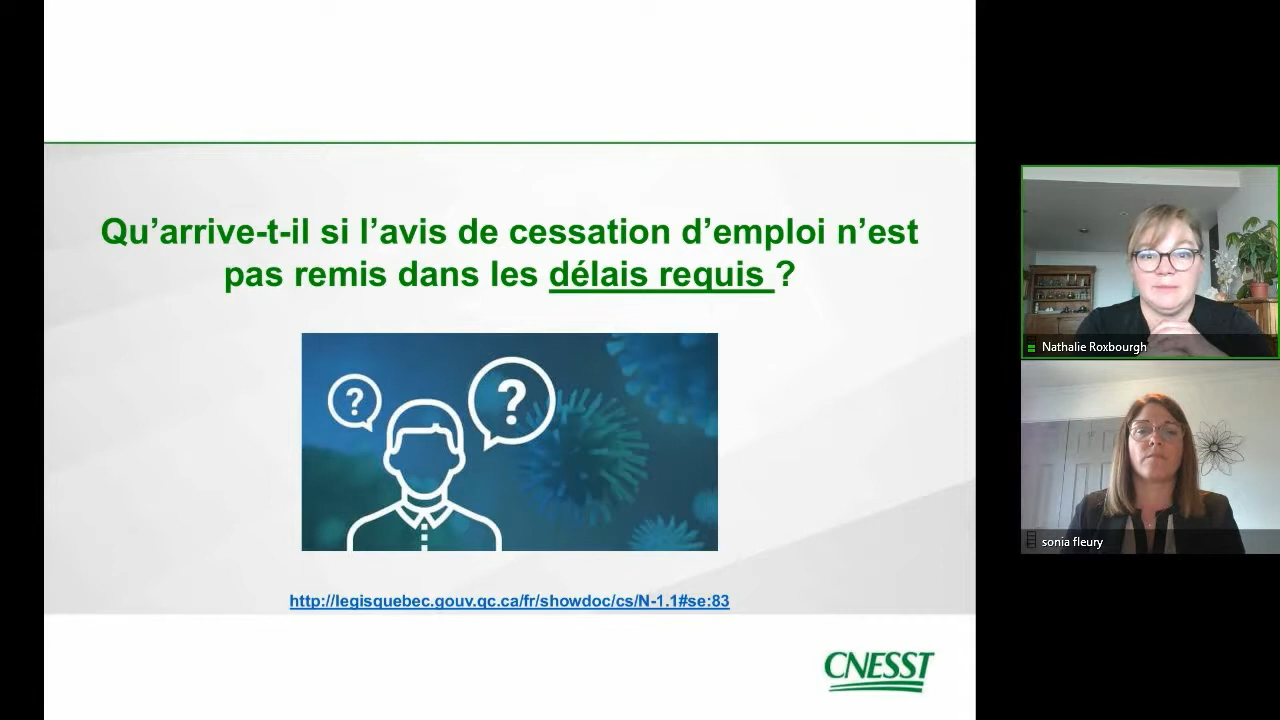 Qu’arrive-t-il si l’avis de cessation d’emploi n’est
pas remis dans les délais requis ?
? ?
http://legisquebec.gouv.qc.ca/fr/showdoc/cs/N-1.1#se:83
CNESST
Nathalie Roxbourgh
sonia fleury